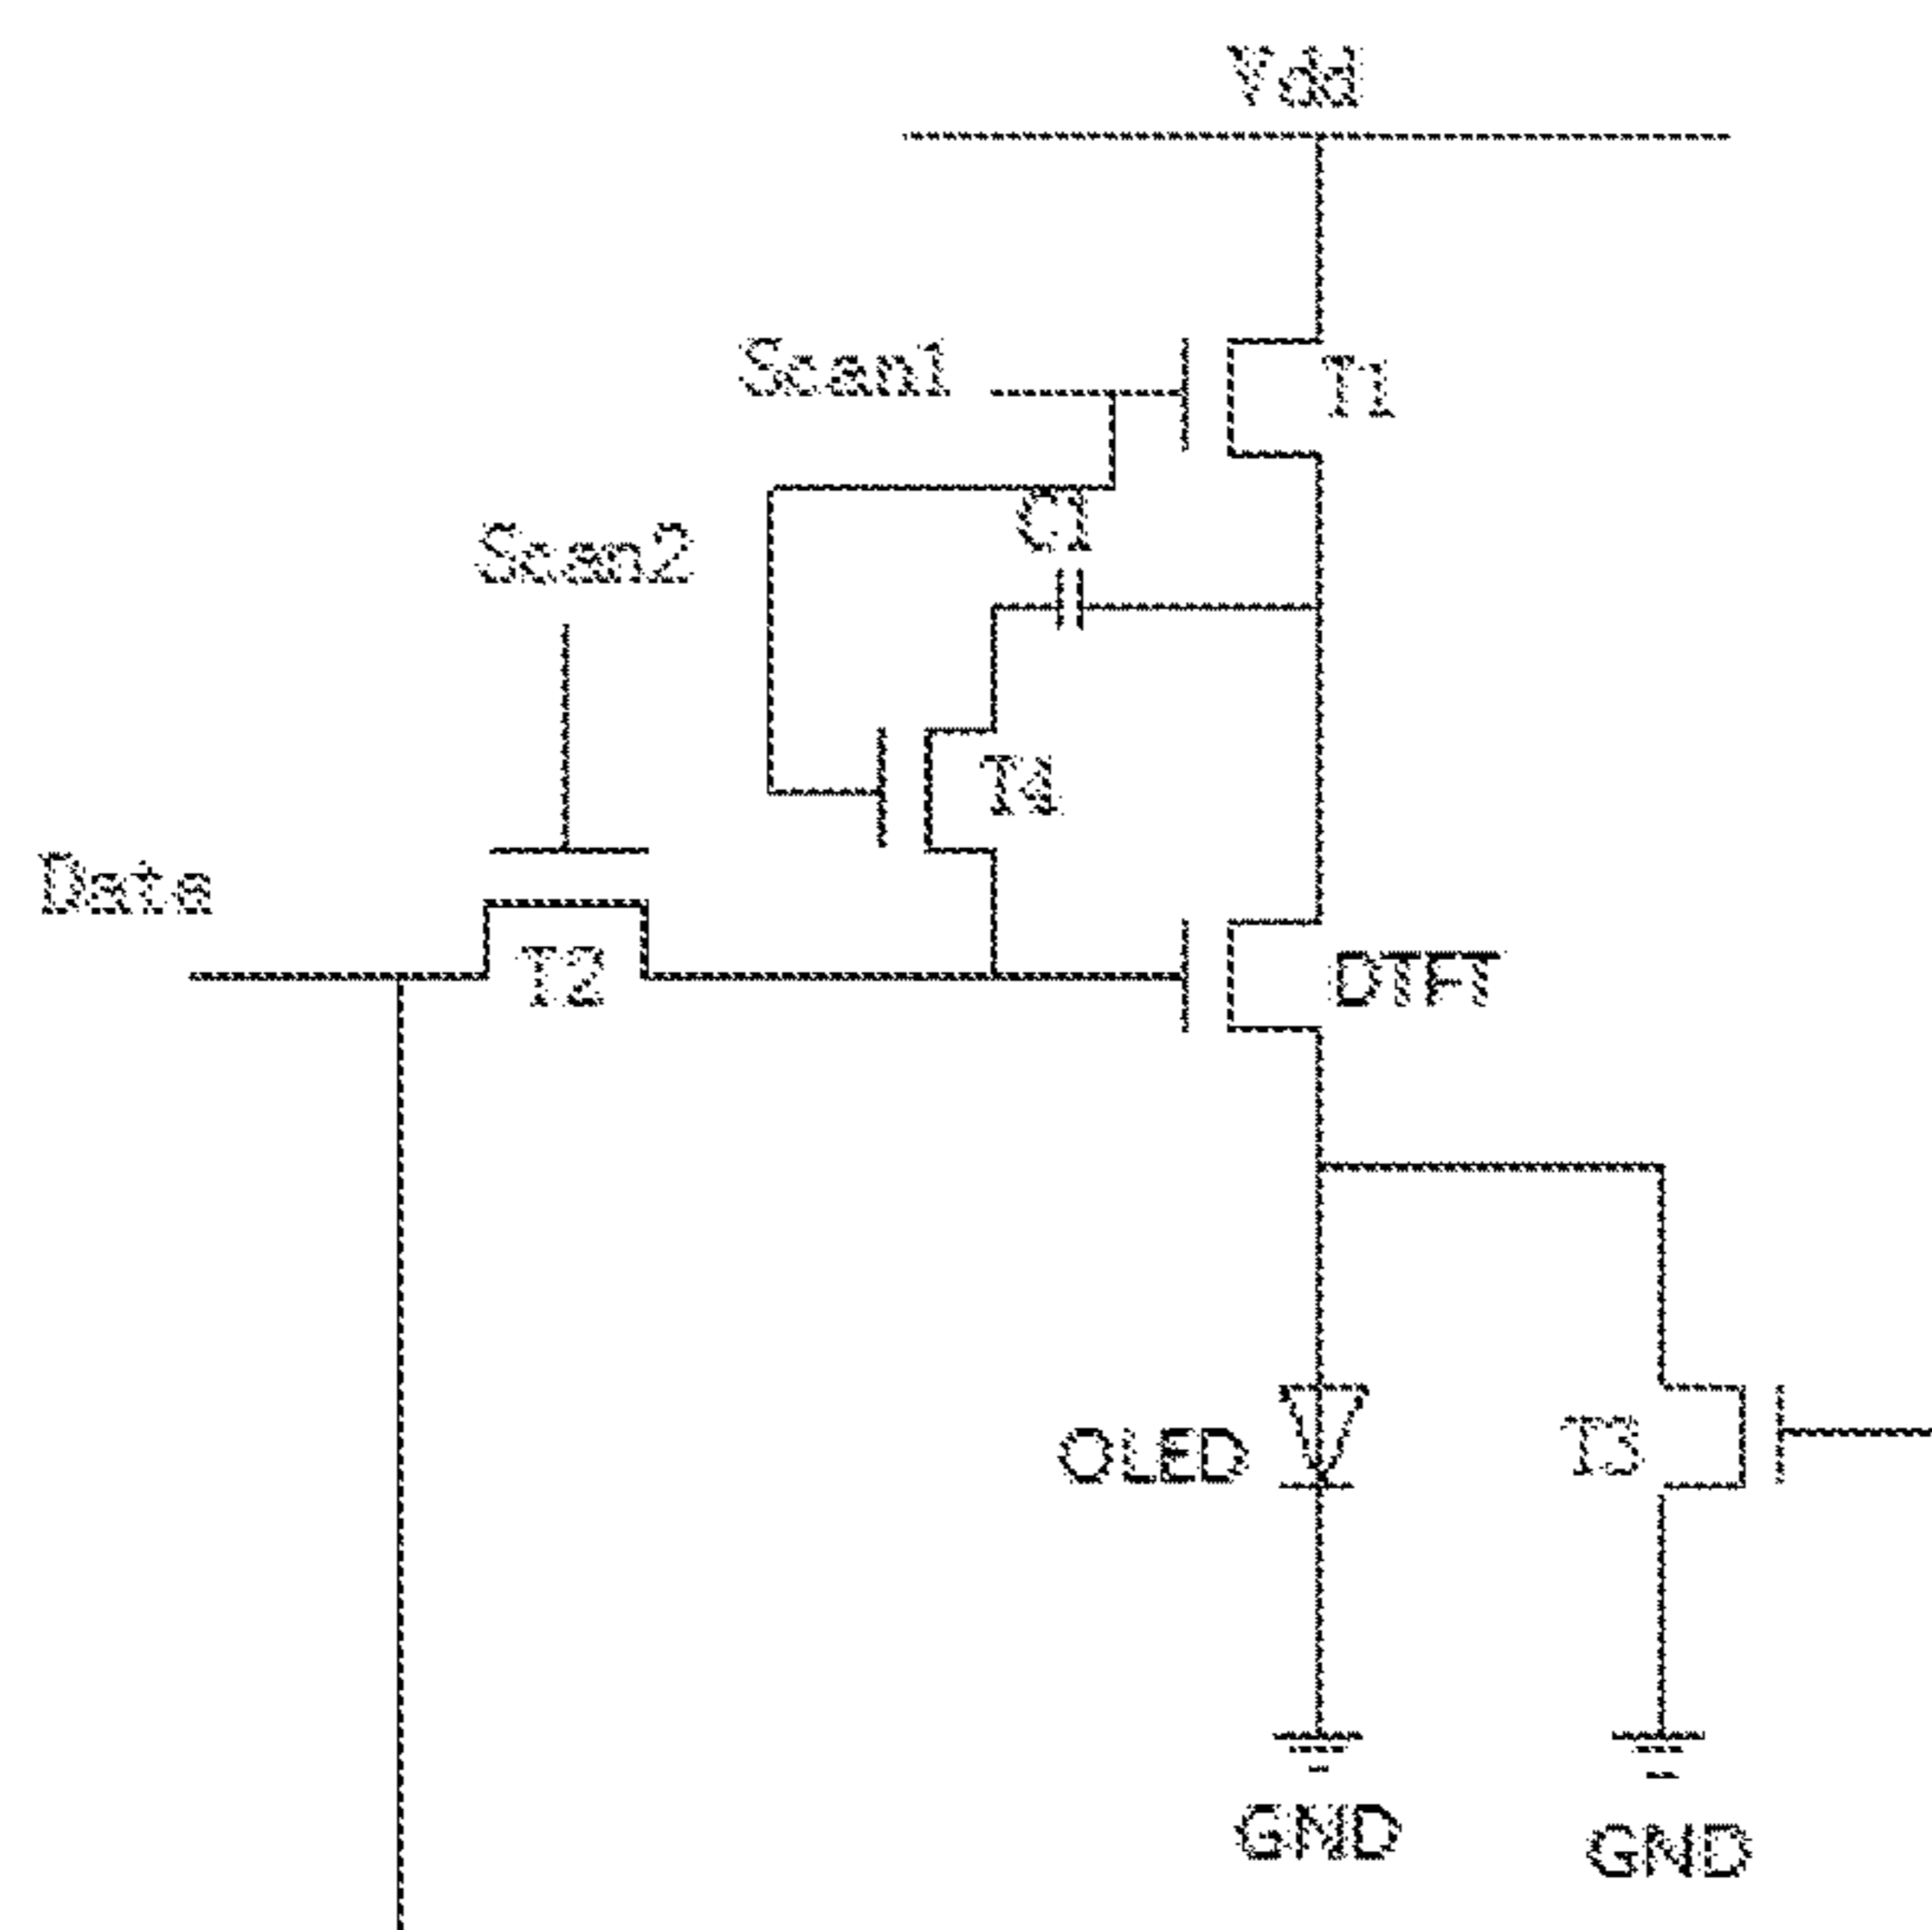 Vdd
Scan1
T1
C1
Scan2
T4
Data
T2
DTFT
OLED
T3
GND
GND